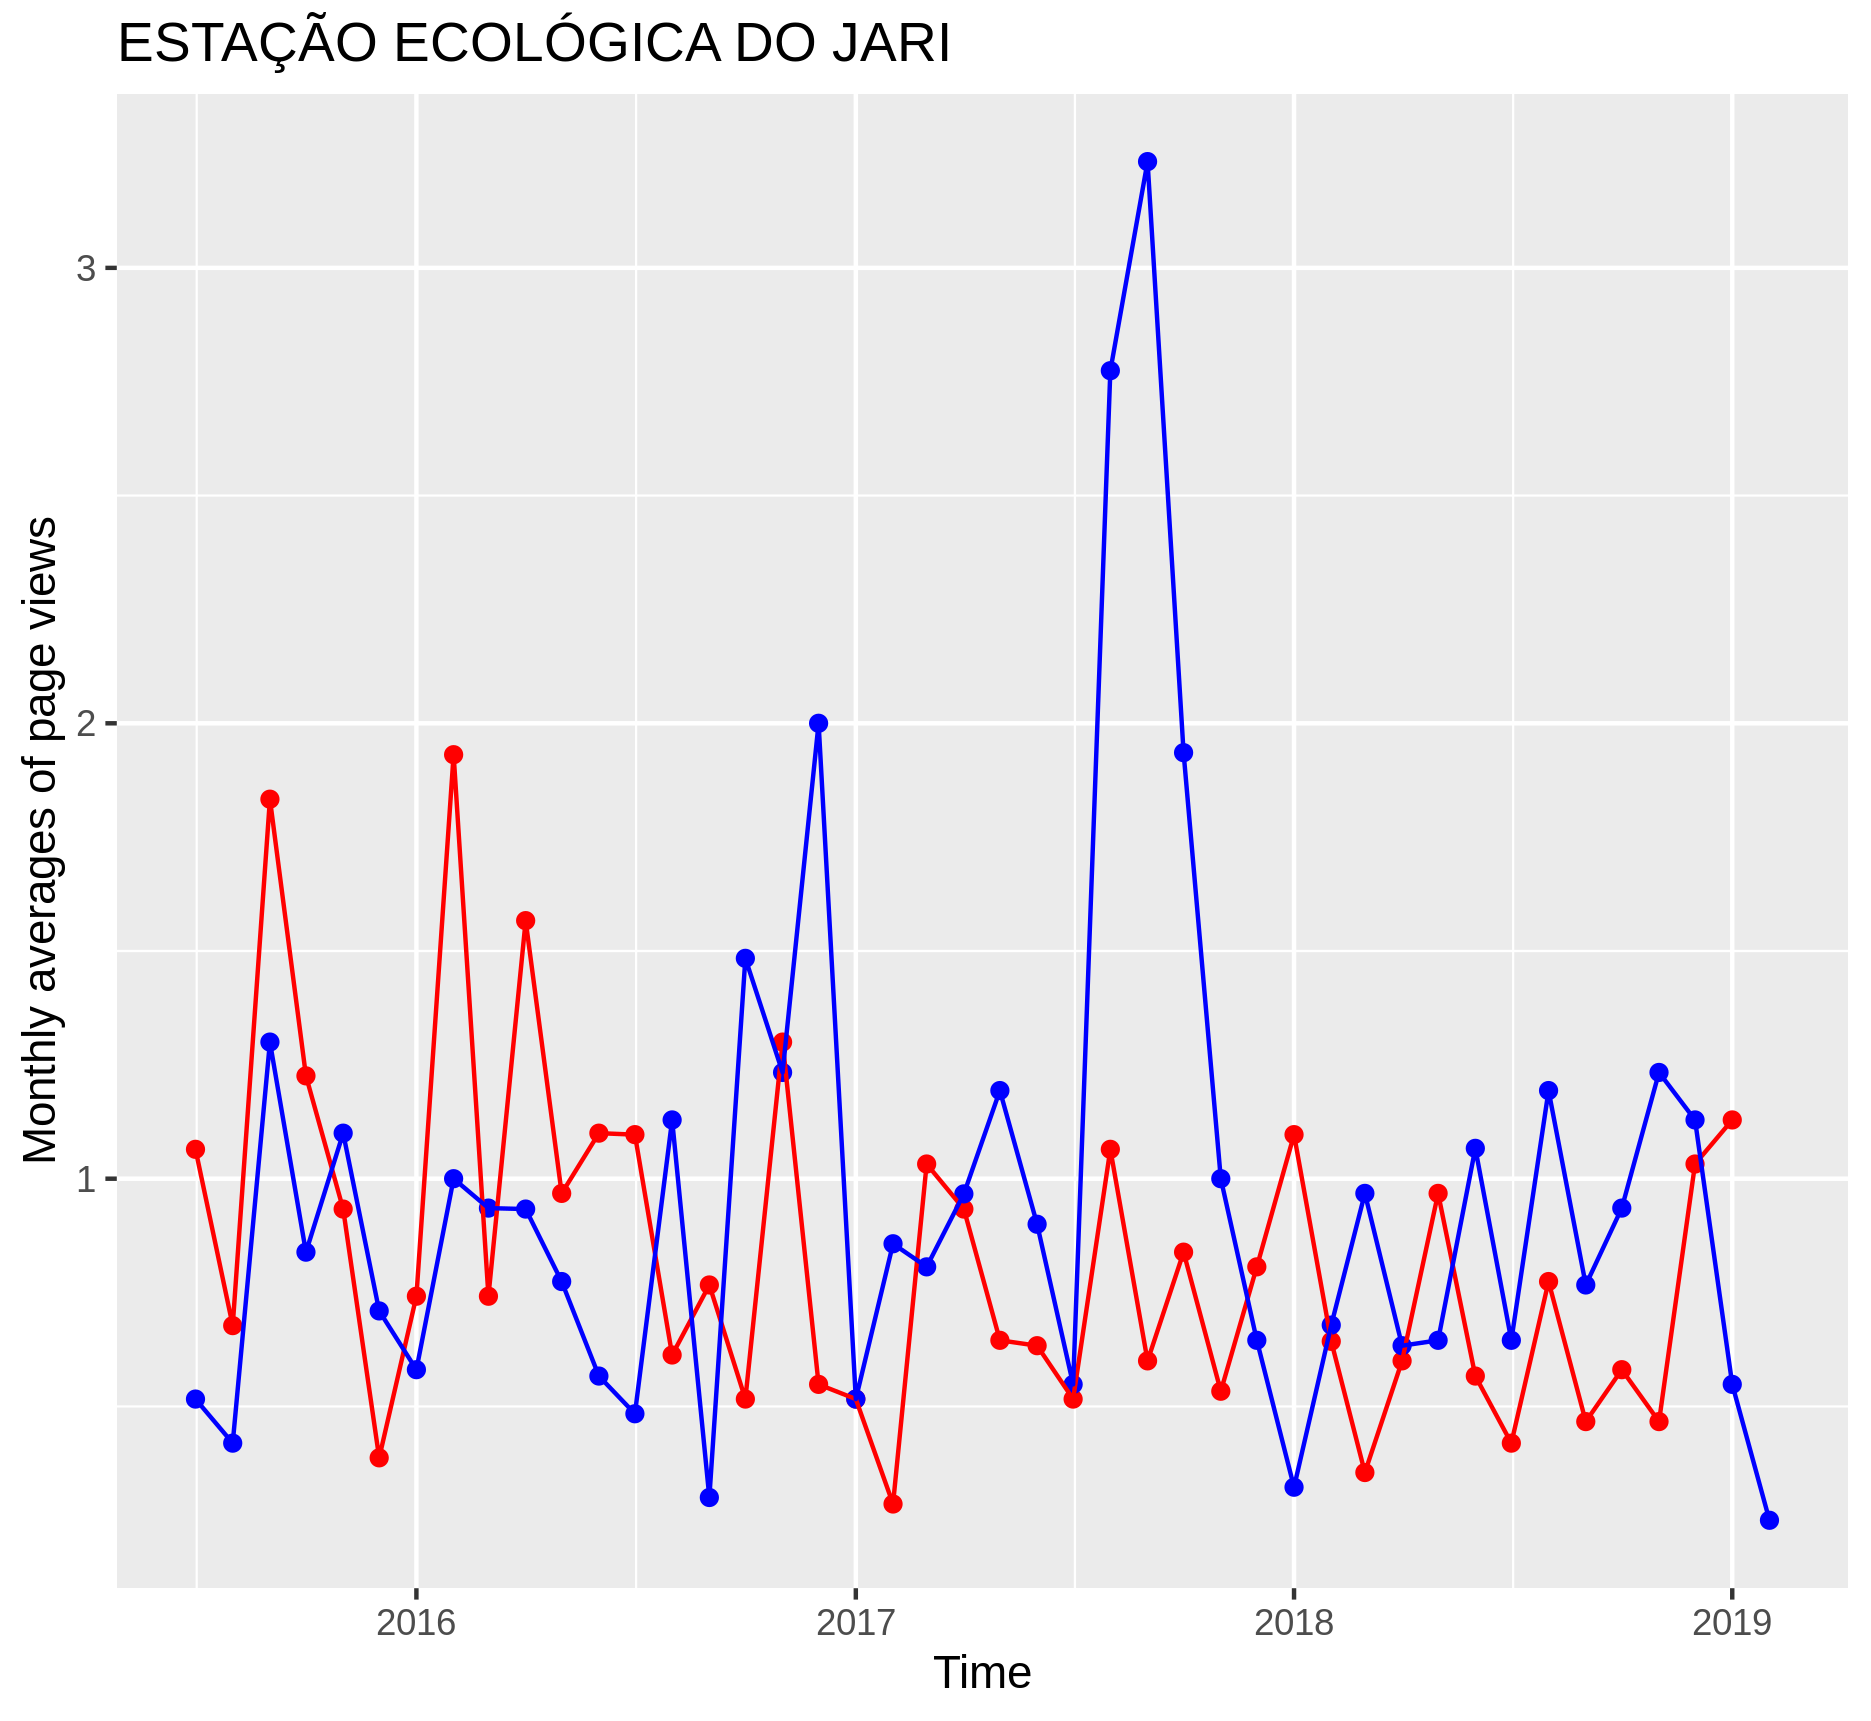 ESTAÇÃO ECOLÓGICA DO JARI
Monthly averages of page views
3
2
1
2016
2017
2018
2019
Time